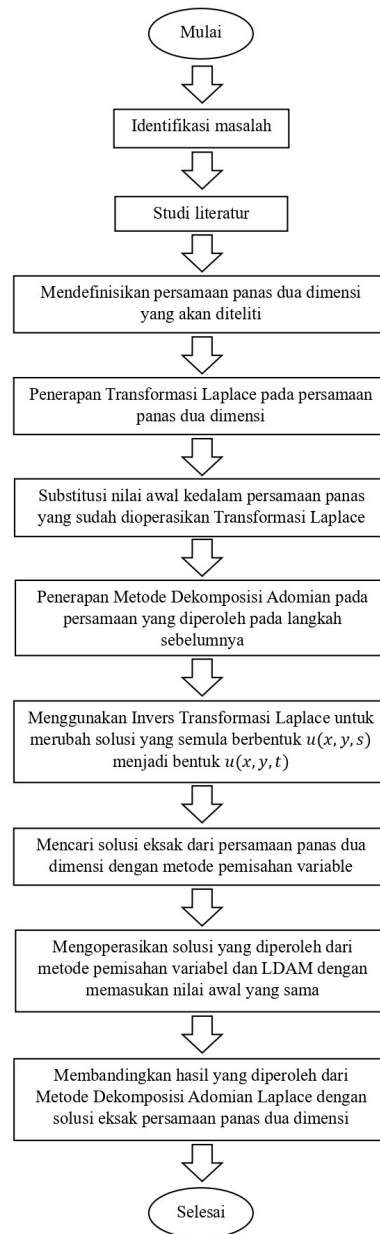 Mulai
Identifikasi masalah
Studi literatur
Mendefinisikan persamaan panas dua dimensi
yang akan diteliti
Penerapan Transformasi Laplace pada persamaan
panas dua dimensi
Substitusi nilai awal kedalam persamaan panas
yang sudah dioperasikan Transformasi Laplace
Penerapan Metode Dekomposisi Adomian pada
persamaan yang diperoleh pada langkah
sebelumnya
Menggunakan Invers Transformasi Laplace untuk
merubah solusi yang semula berbentuk 𝑢(𝑥, 𝑦, 𝑠)
menjadi bentuk 𝑢(𝑥, 𝑦, 𝑡)
Mencari solusi eksak dari persamaan panas dua
dimensi dengan metode pemisahan variable
Mengoperasikan solusi yang diperoleh dari
metode pemisahan variabel dan LDAM dengan
memasukan nilai awal yang sama
Membandingkan hasil yang diperoleh dari
Metode Dekomposisi Adomian Laplace dengan
solusi eksak persamaan panas dua dimensi
Selesai